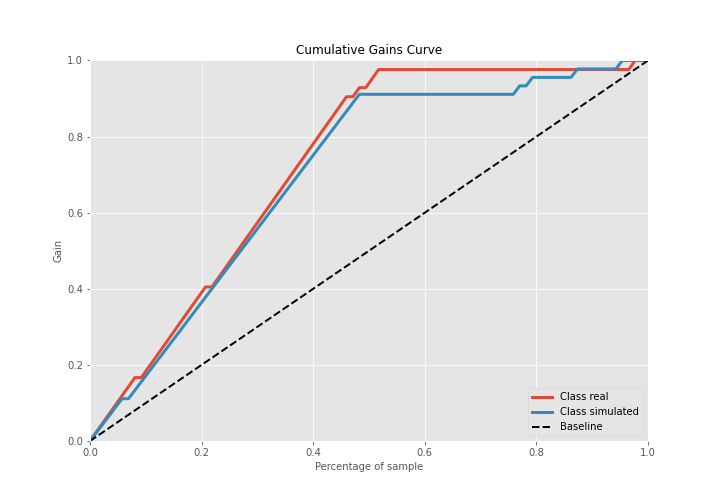 Cumulative Gains Curve
1.0
0.8
0.6
0.4
0.2
0.0
Gain
0.0 0.2 0.4 0.6 0.8 1.0
Percentage of sample
Class real
Class simulated
Baseline